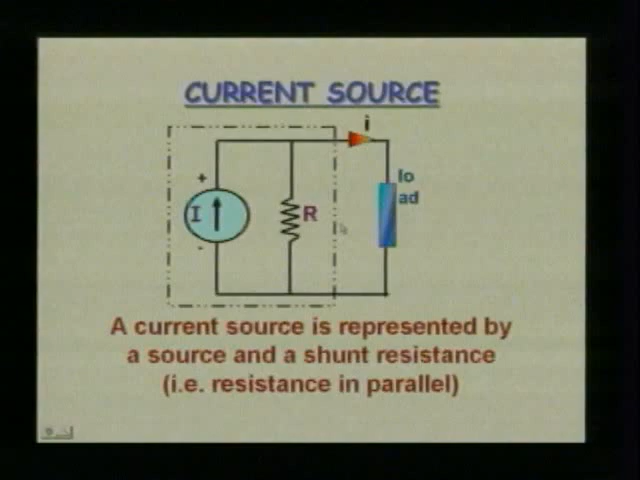 CURRENT SOURCE
i
+
I
R
lo
ad
-
A current source is represented by
a source and a shunt resistance
(i.e. resistance in parallel)